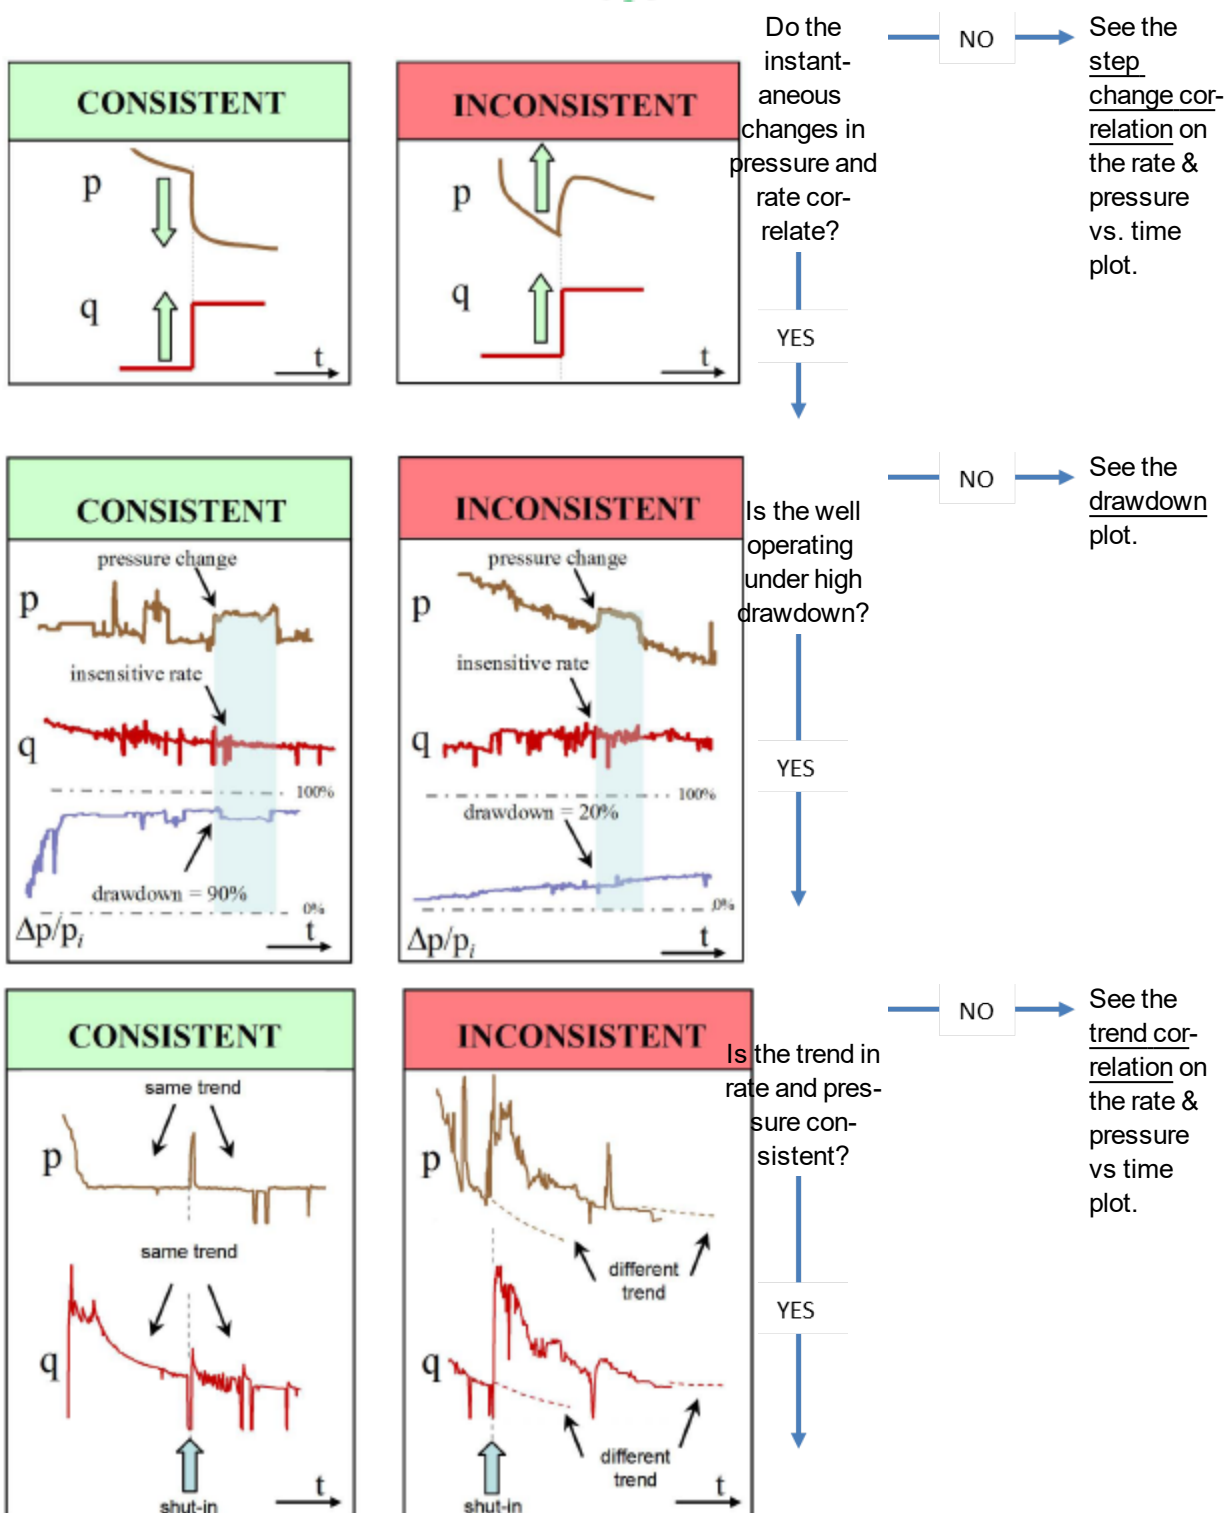 Do the
instant-
aneous
changes in
pressure and
rate cor-
relate?
NO
See the
step
change cor-
relation on
the rate &
pressure
vs. time
plot.
CONSISTENT
p
q
t
INCONSISTENT
p
q
t
YES
CONSISTENT
pressure change
p
insensitive rate
q
100%
drawdown = 90%
0%
Δp/pi
t
INCONSISTENT
pressure change
p
insensitive rate
q
100%
drawdown = 20%
0%
Δp/pi
t
Is the well
operating
under high
drawdown?
NO
See the
drawdown
plot.
YES
CONSISTENT
same trend
p
same trend
q
t
shut-in
INCONSISTENT
p
different
trend
q
different
trend
t
shut-in
Is the trend in
rate and pres-
sure con-
sistent?
NO
See the
trend cor-
relation on
the rate &
pressure
vs time
plot.
YES